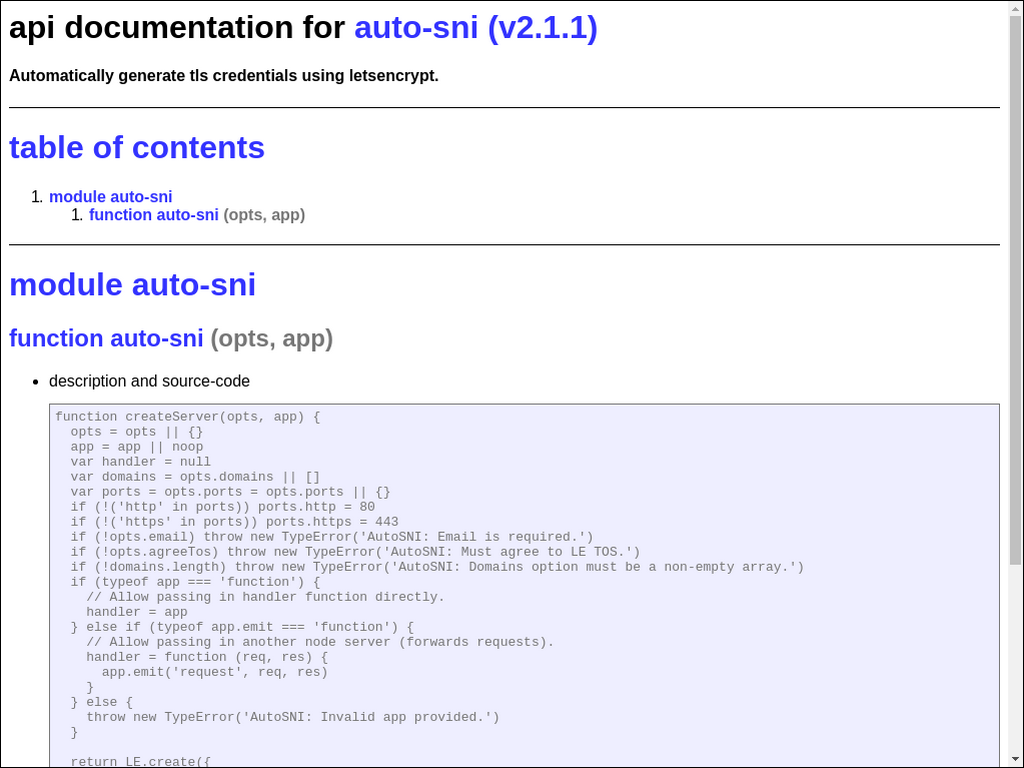 api documentation for auto-sni (v2.1.1)
Automatically generate tls credentials using letsencrypt.
table of contents
1. module auto-sni
1. function auto-sni (opts, app)
module auto-sni
function auto-sni (opts, app)
• description and source-code
function createServer(opts, app) {
  opts = opts || {}
  app = app || noop
  var handler = null
  var domains = opts.domains || []
  var ports = opts.ports = opts.ports || {}
  if (!('http' in ports)) ports.http = 80
  if (!('https' in ports)) ports.https = 443
  if (!opts.email) throw new TypeError('AutoSNI: Email is required.')
  if (!opts.agreeTos) throw new TypeError('AutoSNI: Must agree to LE TOS.')
  if (!domains.length) throw new TypeError('AutoSNI: Domains option must be a non-empty array.')
  if (typeof app === 'function') {
    // Allow passing in handler function directly.
    handler = app
  } else if (typeof app.emit === 'function') {
    // Allow passing in another node server (forwards requests).
    handler = function (req, res) {
      app.emit('request', req, res)
    }
  } else {
    throw new TypeError('AutoSNI: Invalid app provided.')
  }
  return LE.create({